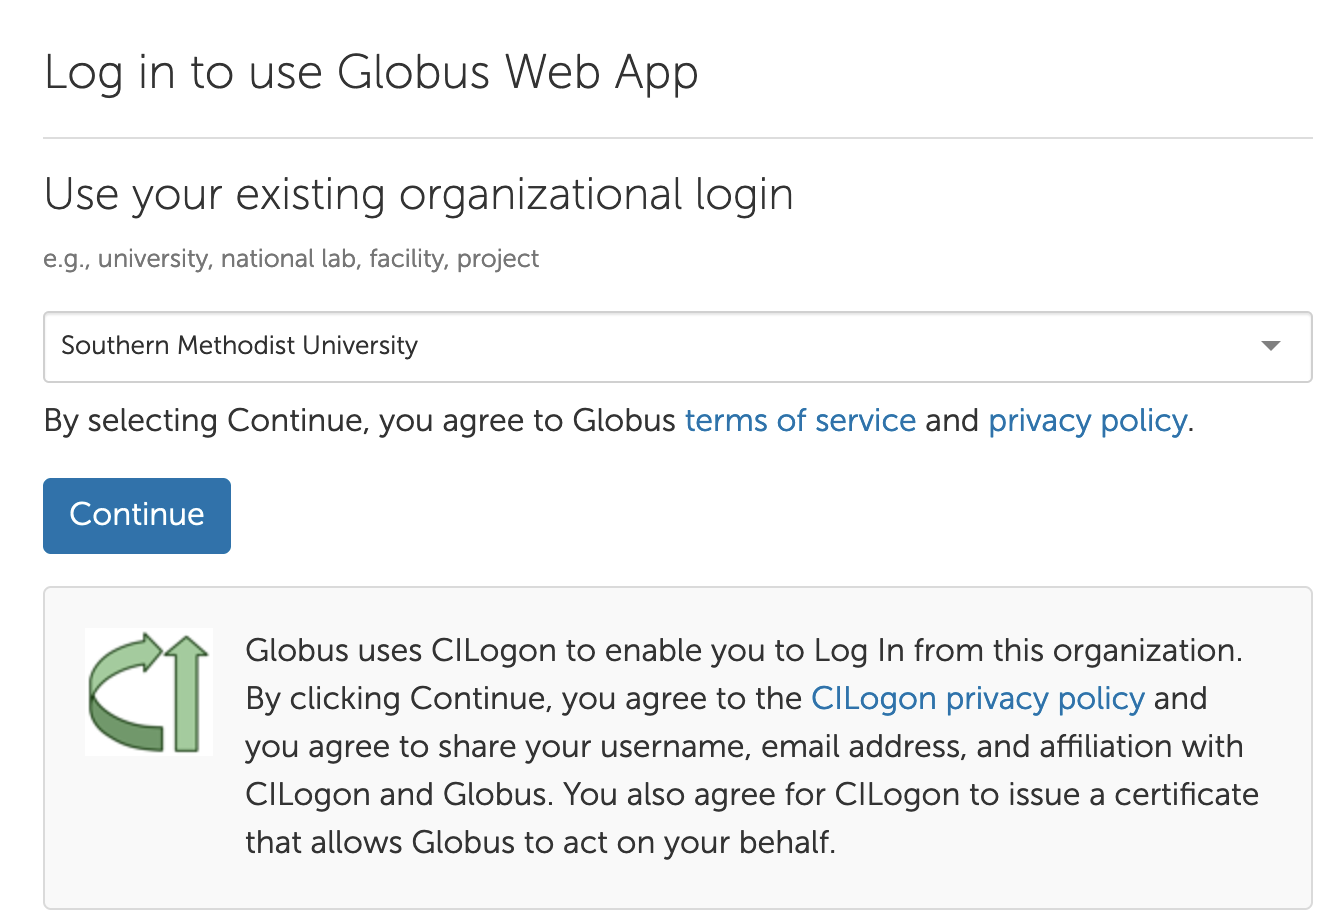 Log in to use Globus Web App
Use your existing organizational login
e.g., university, national lab, facility, project
Southern Methodist University
By selecting Continue, you agree to Globus terms of service and privacy policy.
Continue
Globus uses CILogon to enable you to Log In from this organization.
By clicking Continue, you agree to the CILogon privacy policy and
you agree to share your username, email address, and affiliation with
CILogon and Globus. You also agree for CILogon to issue a certificate
that allows Globus to act on your behalf.